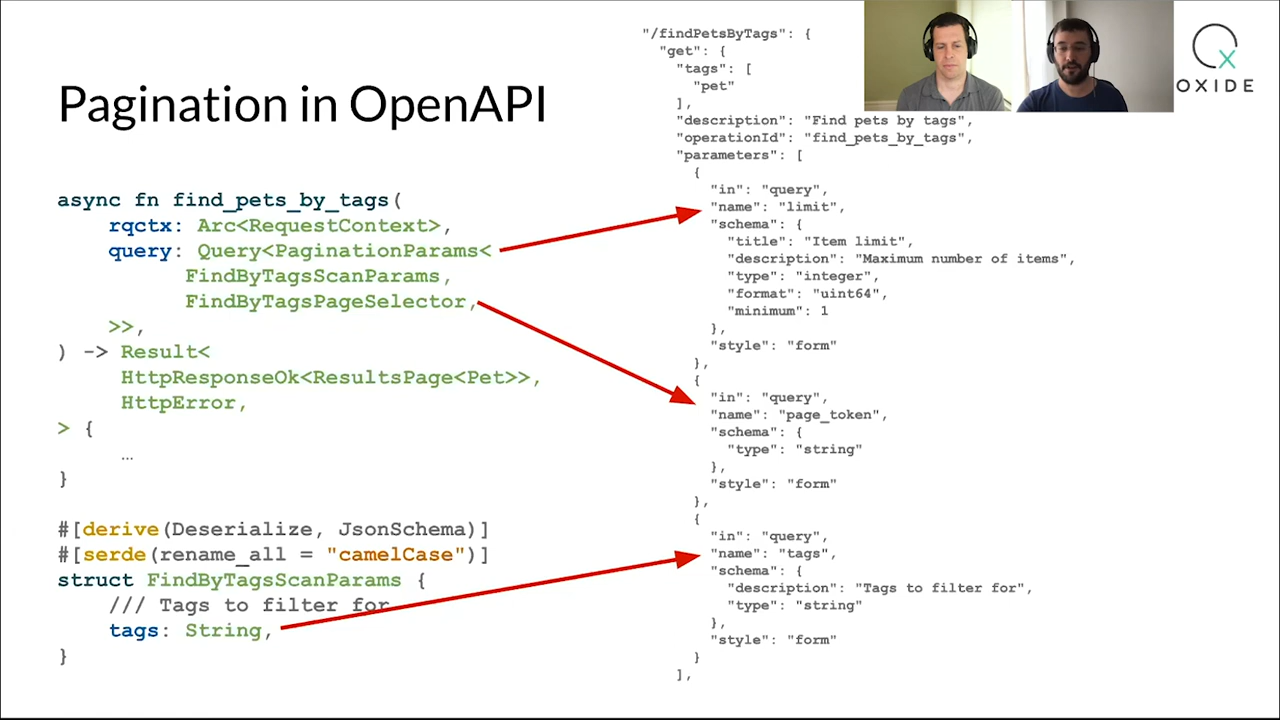 Pagination in OpenAPI
async fn find_pets_by_tags(
rqctx: Arc<RequestContext>,
query: Query<PaginationParams<
FindByTagsScanParams,
FindByTagsPageSelector,
>>,
) -> Result<
HttpResponseOk<ResultsPage<Pet>>,
HttpError,
> {
…
}
#[derive(Deserialize, JsonSchema)]
#[serde(rename_all = "camelCase")]
struct FindByTagsScanParams {
/// Tags to filter for
tags: String,
}
"/findPetsByTags": {
"get": {
"tags": [
"pet"
],
"description": "Find pets by tags",
"operationId": "find_pets_by_tags",
"parameters": [
{
"in": "query",
"name": "limit",
"schema": {
"title": "Item limit",
"description": "Maximum number of items",
"type": "integer",
"format": "uint64",
"minimum": 1
},
"style": "form"
},
{
"in": "query",
"name": "page_token",
"schema": {
"type": "string"
},
"style": "form"
},
{
"in": "query",
"name": "tags",
"schema": {
"description": "Tags to filter for",
"type": "string"
},
"style": "form"
}
],
OXIDE